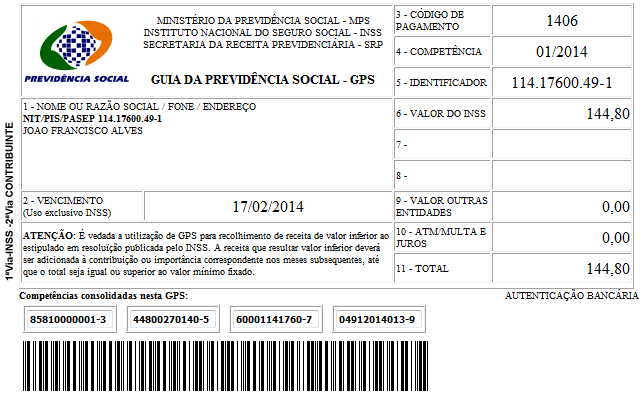 PREVIDÊNCIA SOCIAL
MINISTÉRIO DA PREVIDÊNCIA SOCIAL - MPS
INSTITUTO NACIONAL DO SEGURO SOCIAL - INSS
SECRETARIA DA RECEITA PREVIDENCIÁRIA - SRP
GUIA DA PREVIDÊNCIA SOCIAL - GPS
3 - CÓDIGO DE
PAGAMENTO
1406
4 - COMPETÊNCIA
01/2014
5 - IDENTIFICADOR
114.17600.49-1
1 - NOME OU RAZÃO SOCIAL / FONE / ENDEREÇO
NIT/PIS/PASEP 114.17600.49-1
JOAO FRANCISCO ALVES
6 - VALOR DO INSS
144,80
7 -
8 -
2 - VENCIMENTO
(Uso exclusivo INSS)
17/02/2014
9 - VALOR OUTRAS
ENTIDADES
0,00
ATENÇÃO: É vedada a utilização de GPS para recolhimento de receita de valor inferior ao
estipulado em resoluição publicada pelo INSS. A receita que resultar valor inferior deverá
ser adicionada à contribuição ou importância correspondente nos meses subsequentes, até
que o total seja igual ou superior ao valor mínimo fixado.
10 - ATM/MULTA E
JUROS
0,00
11 - TOTAL
144,80
1ªVia-INSS -2ªVia CONTRIBUINTE
Competências consolidadas nesta GPS:
AUTENTICAÇÃO BANCÁRIA
85810000001-3 44800270140-5 60001141760-7 04912014013-9